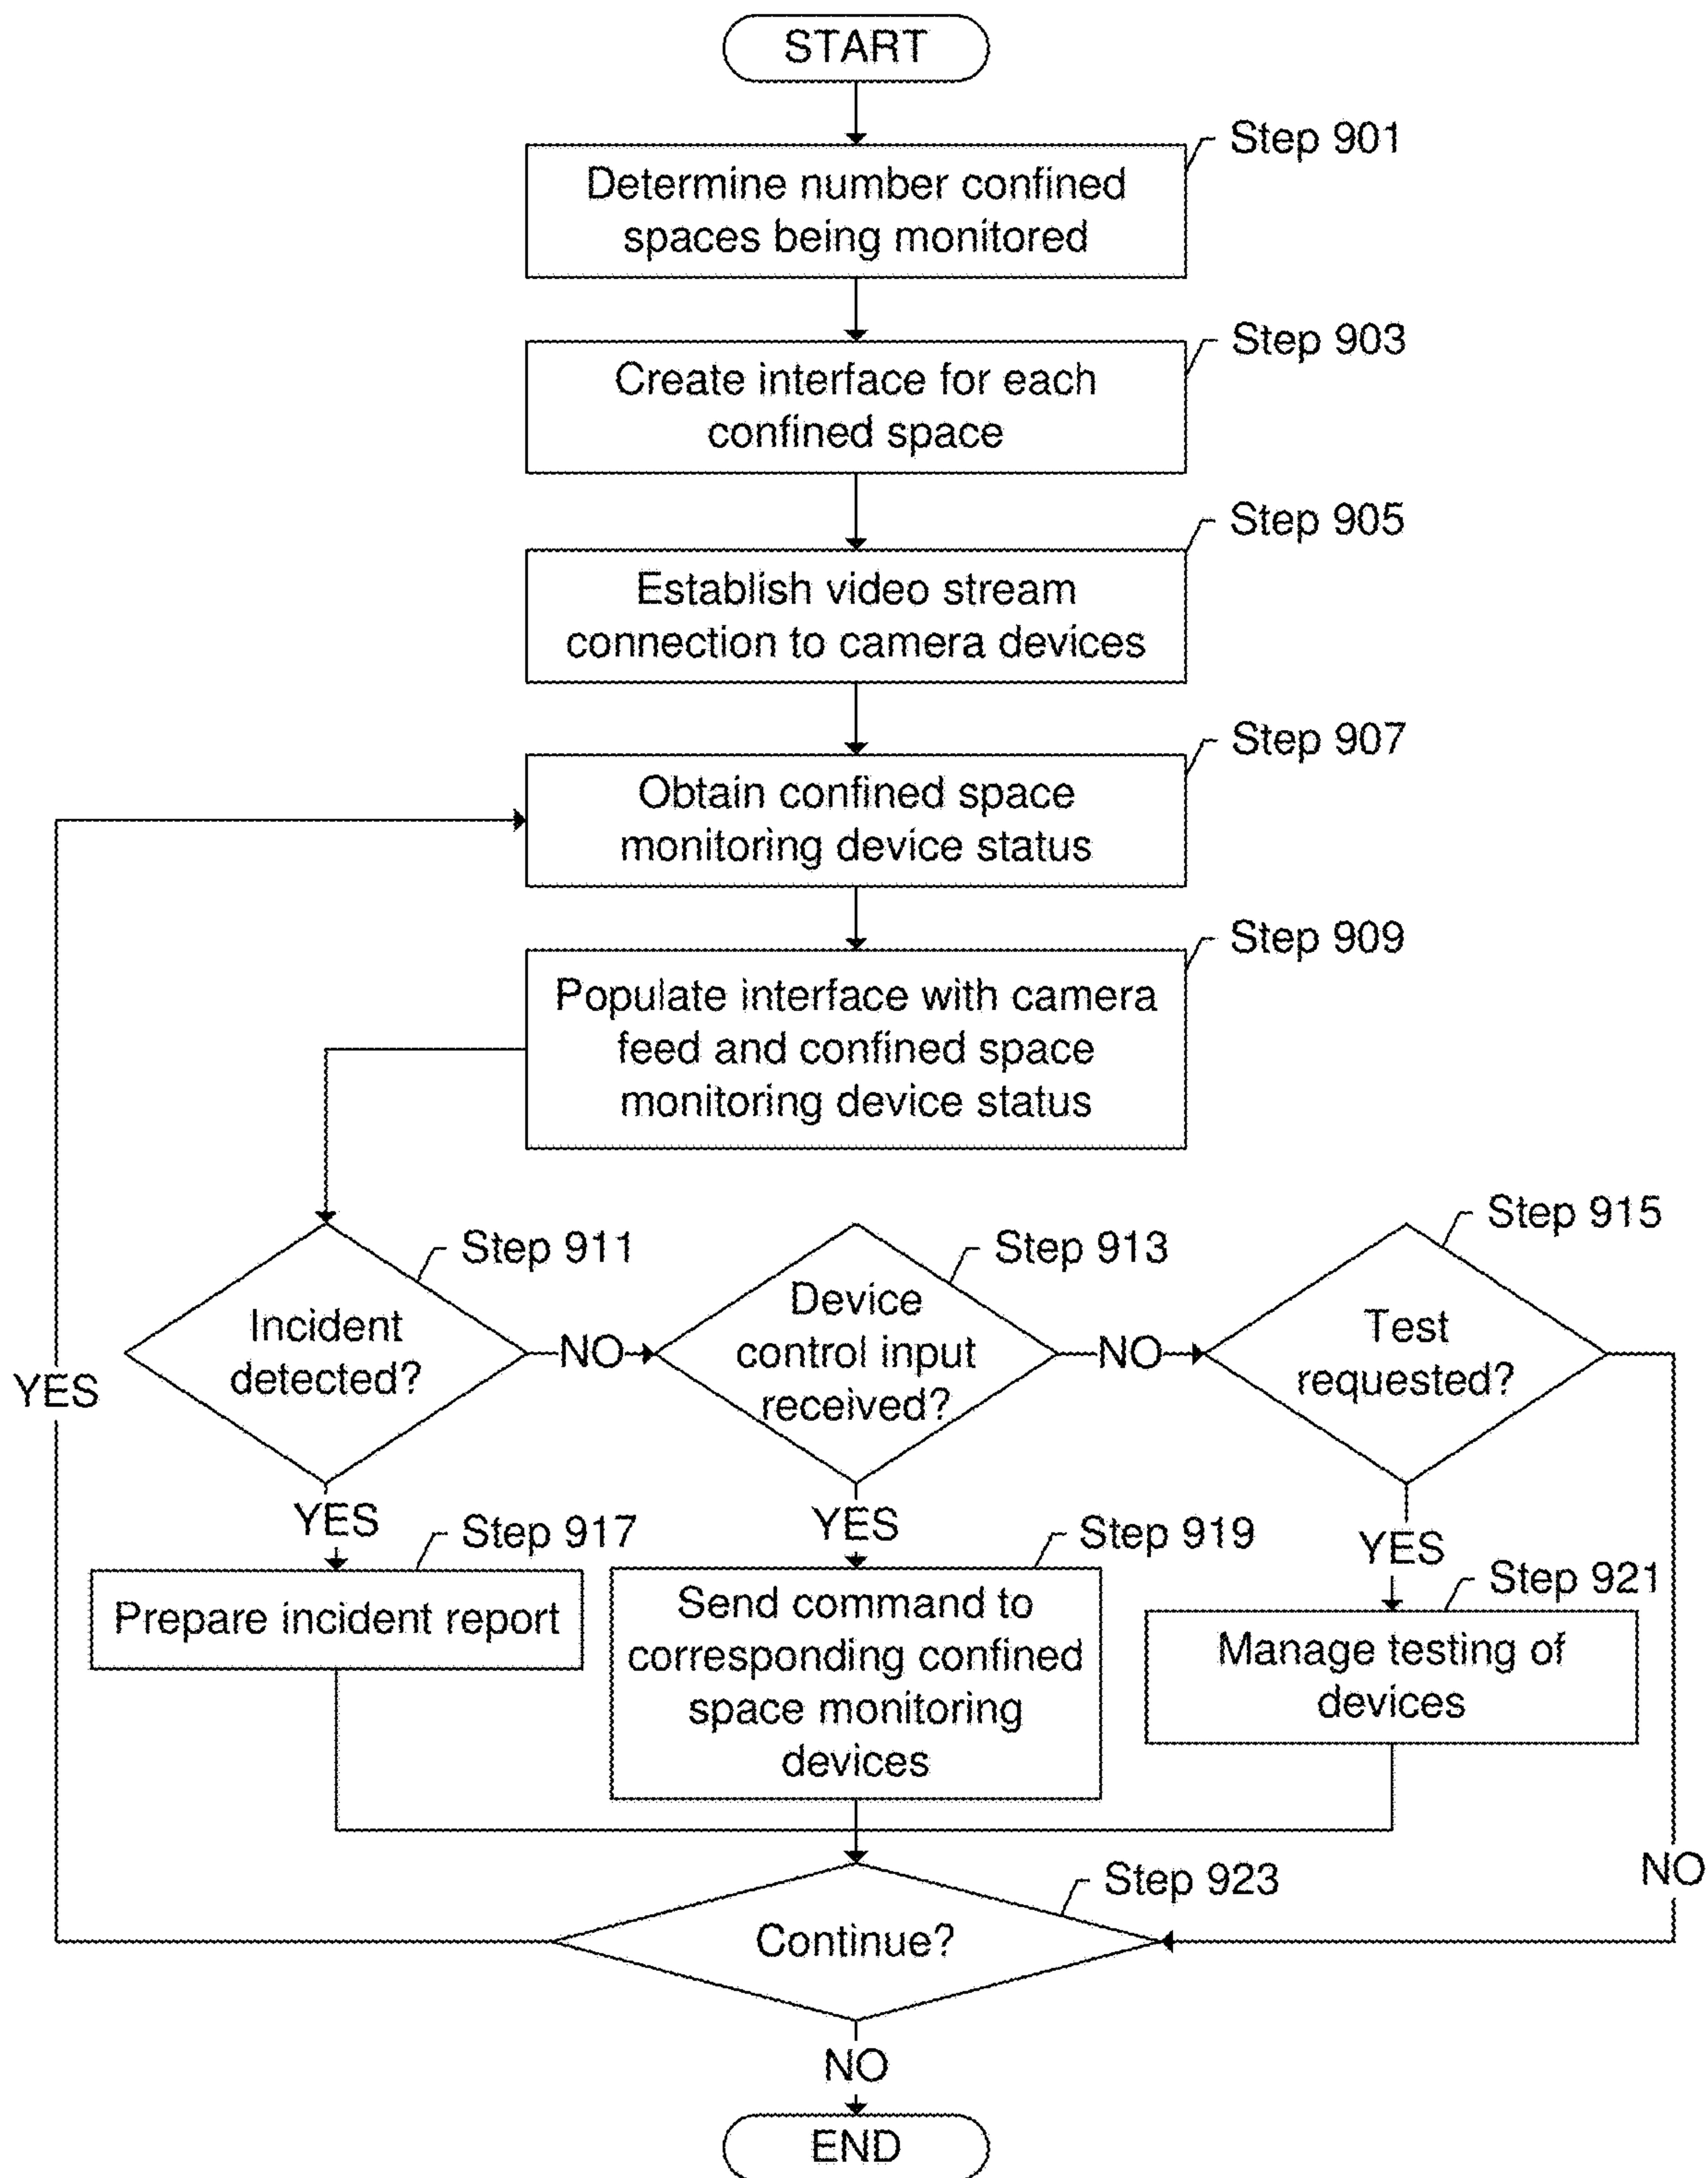 START
Step 901
Determine number confined
spaces being monitored
Step 903
Create interface for each
confined space
Step 905
Establish video stream
connection to camera devices
Step 907
Obtain confined space
monitoring device status
Step 909
Populate interface with camera
feed and confined space
monitoring device status
Step 911
Incident
detected?
NO
Step 913
Device
control input
received?
NO
Step 915
Test
requested?
YES
YES
Step 917
Prepare incident report
YES
Step 919
Send command to
corresponding confined
space monitoring
devices
YES
Step 921
Manage testing of
devices
NO
Step 923
Continue?
NO
END